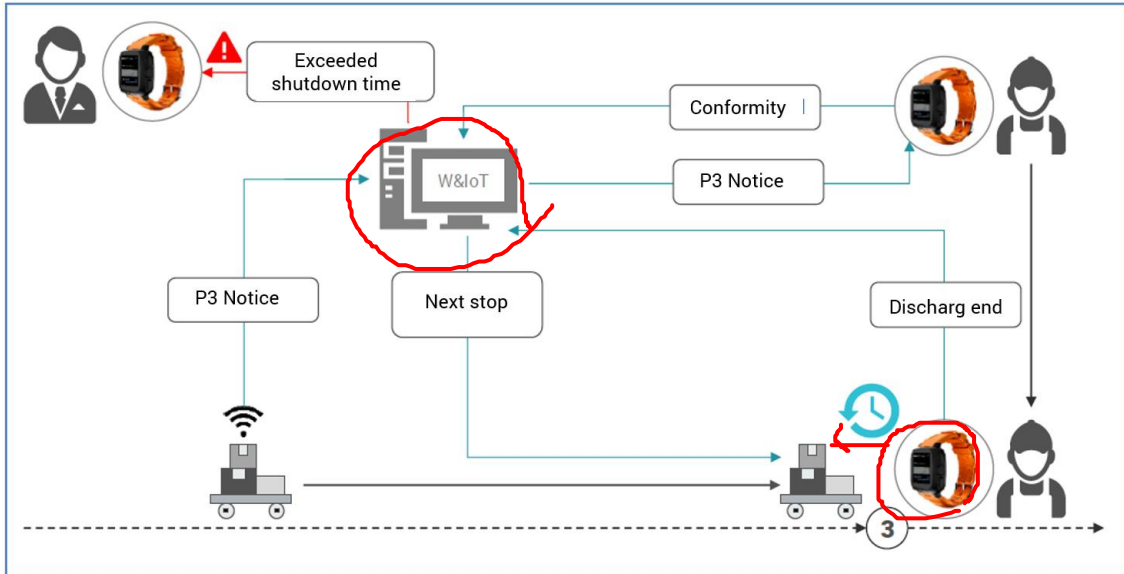 Exceeded
shutdown time
Conformity
W&IoT
P3 Notice
P3 Notice
Next stop
Discharg end
3